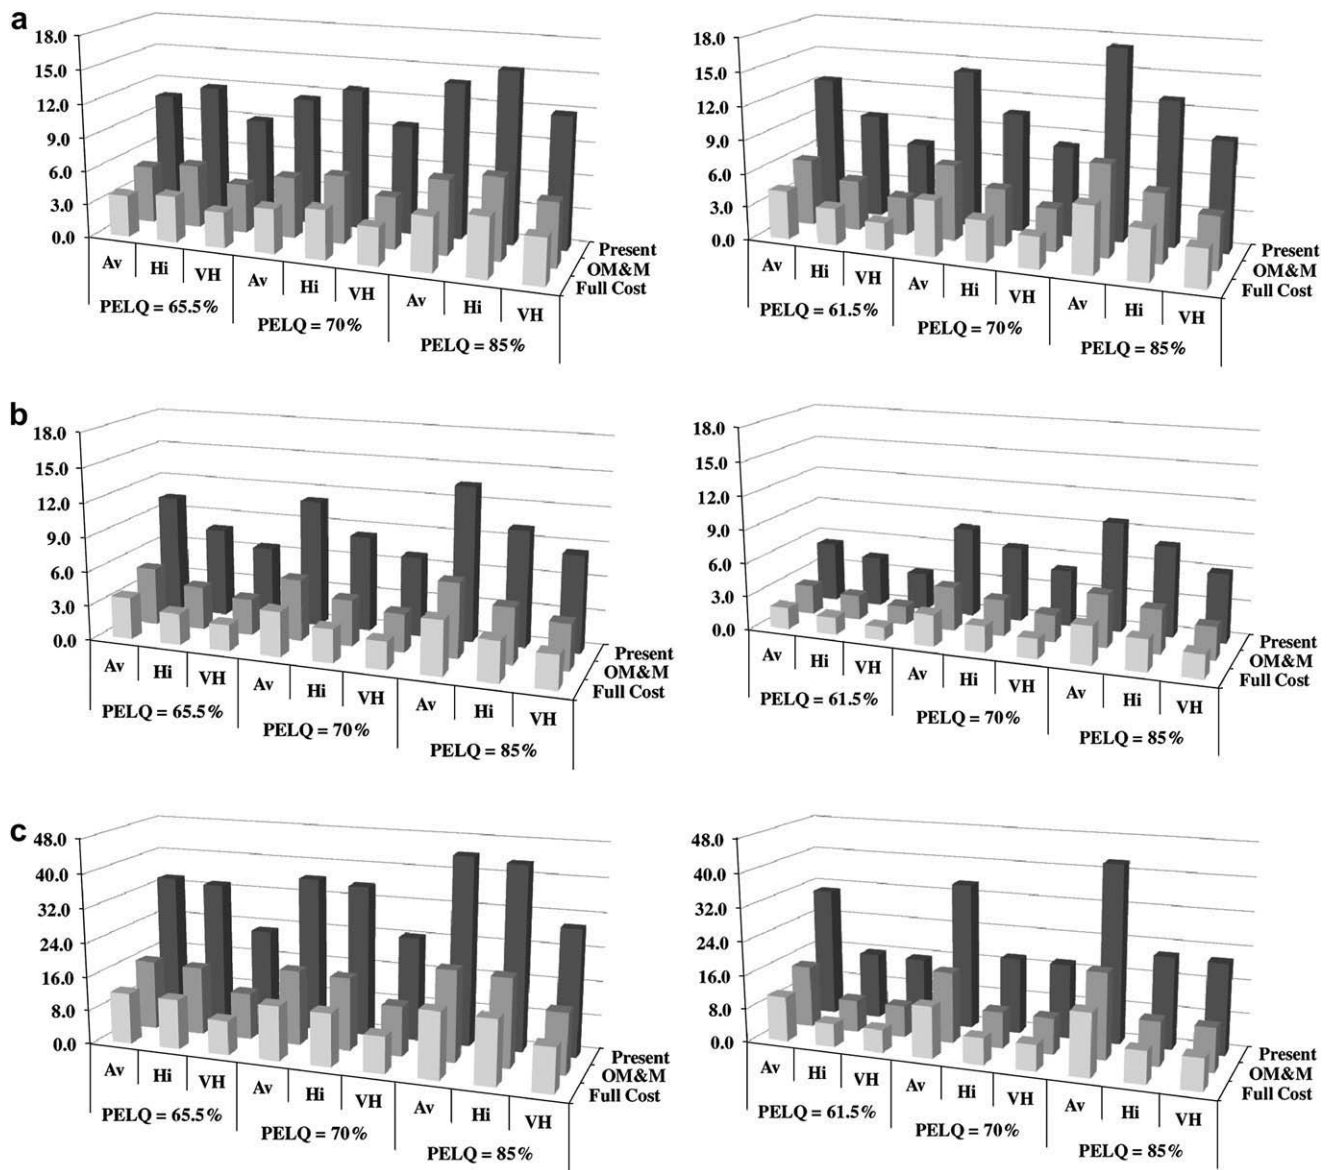 a
18.0
15.0
12.0
9.0
6.0
3.0
0.0
Av Hi VH Av Hi VH Av Hi VH
PELQ = 65.5%
PELQ = 70%
PELQ = 85%
Present
OM&M
Full Cost
18.0
15.0
12.0
9.0
6.0
3.0
0.0
Av Hi VH Av Hi VH Av Hi VH
PELQ = 61.5%
PELQ = 70%
PELQ = 85%
Present
OM&M
Full Cost
b
18.0
15.0
12.0
9.0
6.0
3.0
0.0
Av Hi VH Av Hi VH Av Hi VH
PELQ = 65.5%
PELQ = 70%
PELQ = 85%
Present
OM&M
Full Cost
18.0
15.0
12.0
9.0
6.0
3.0
0.0
Av Hi VH Av Hi VH Av Hi VH
PELQ = 61.5%
PELQ = 70%
PELQ = 85%
Present
OM&M
Full Cost
c
48.0
40.0
32.0
24.0
16.0
8.0
0.0
Av Hi VH Av Hi VH Av Hi VH
PELQ = 65.5%
PELQ = 70%
PELQ = 85%
Present
OM&M
Full Cost
48.0
40.0
32.0
24.0
16.0
8.0
0.0
Av Hi VH Av Hi VH Av Hi VH
PELQ = 61.5%
PELQ = 70%
PELQ = 85%
Present
OM&M
Full Cost